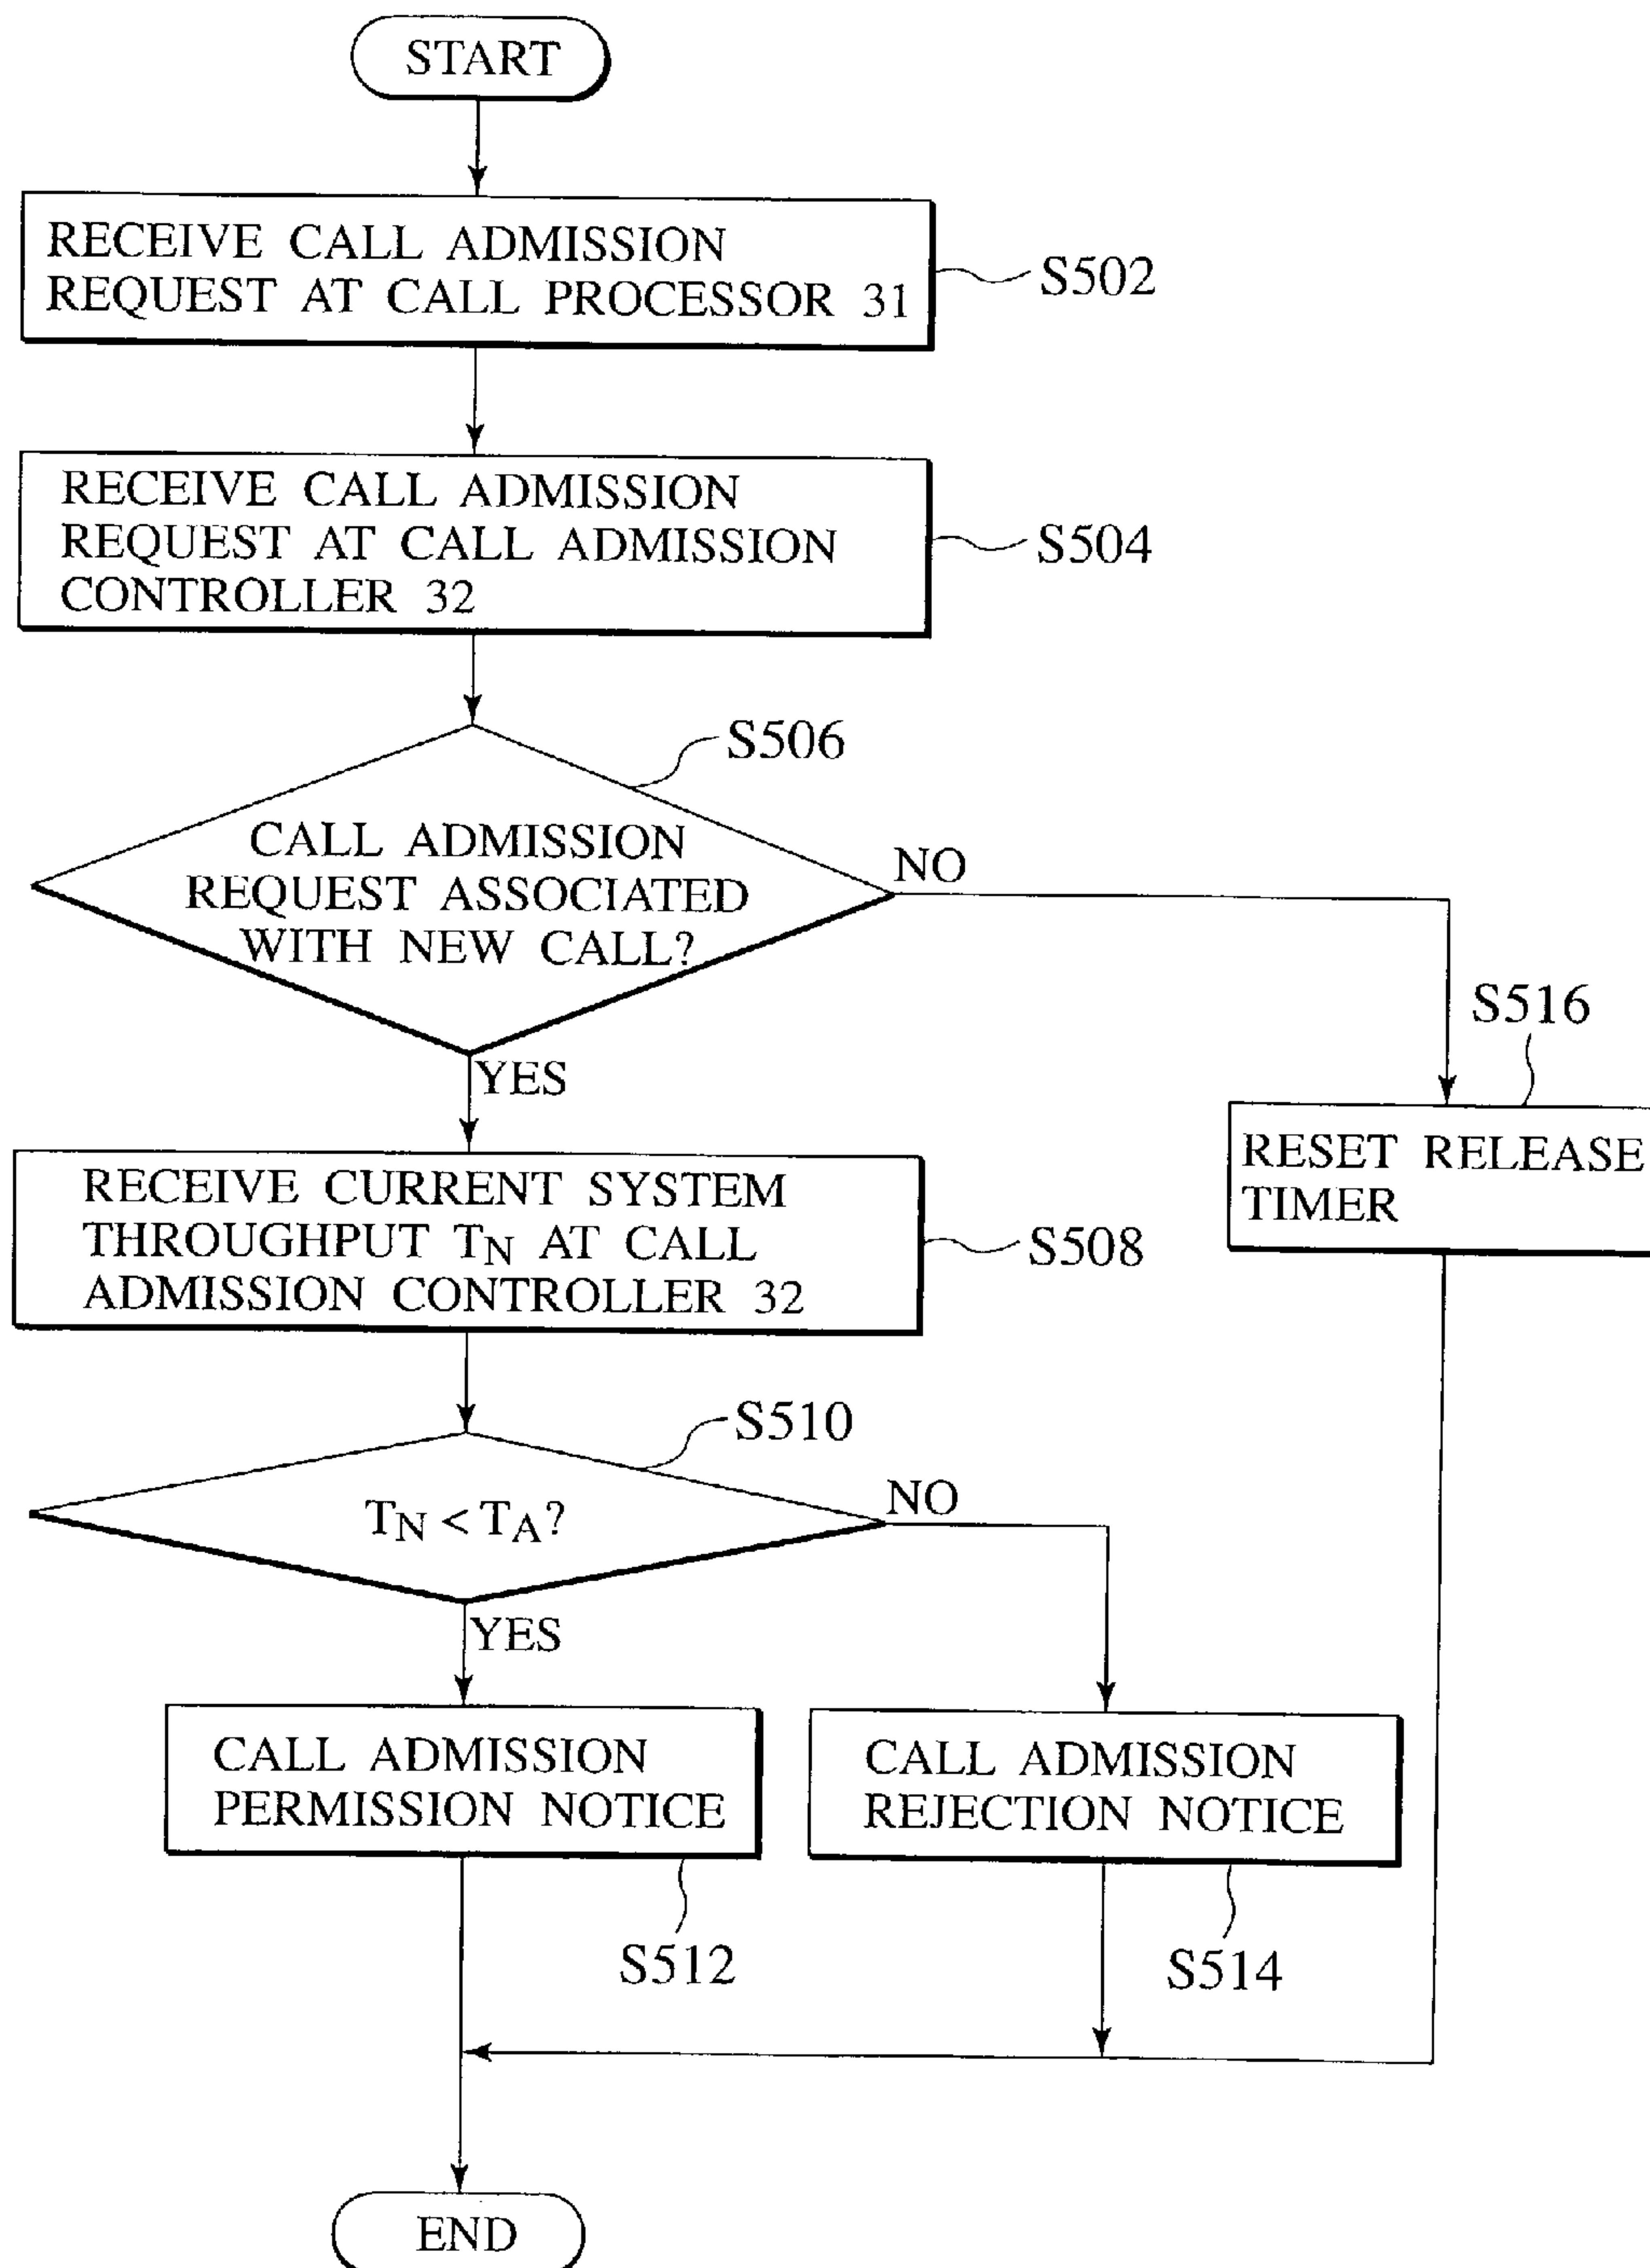 START
RECEIVE CALL ADMISSION
REQUEST AT CALL PROCESSOR 31
S502
RECEIVE CALL ADMISSION
REQUEST AT CALL ADMISSION
CONTROLLER 32
S504
S506
CALL ADMISSION
REQUEST ASSOCIATED
WITH NEW CALL?
NO
YES
S516
RESET RELEASE
TIMER
RECEIVE CURRENT SYSTEM
THROUGHPUT TN AT CALL
ADMISSION CONTROLLER 32
S508
S510
TN < TA?
NO
YES
CALL ADMISSION
PERMISSION NOTICE
S512
CALL ADMISSION
REJECTION NOTICE
S514
END